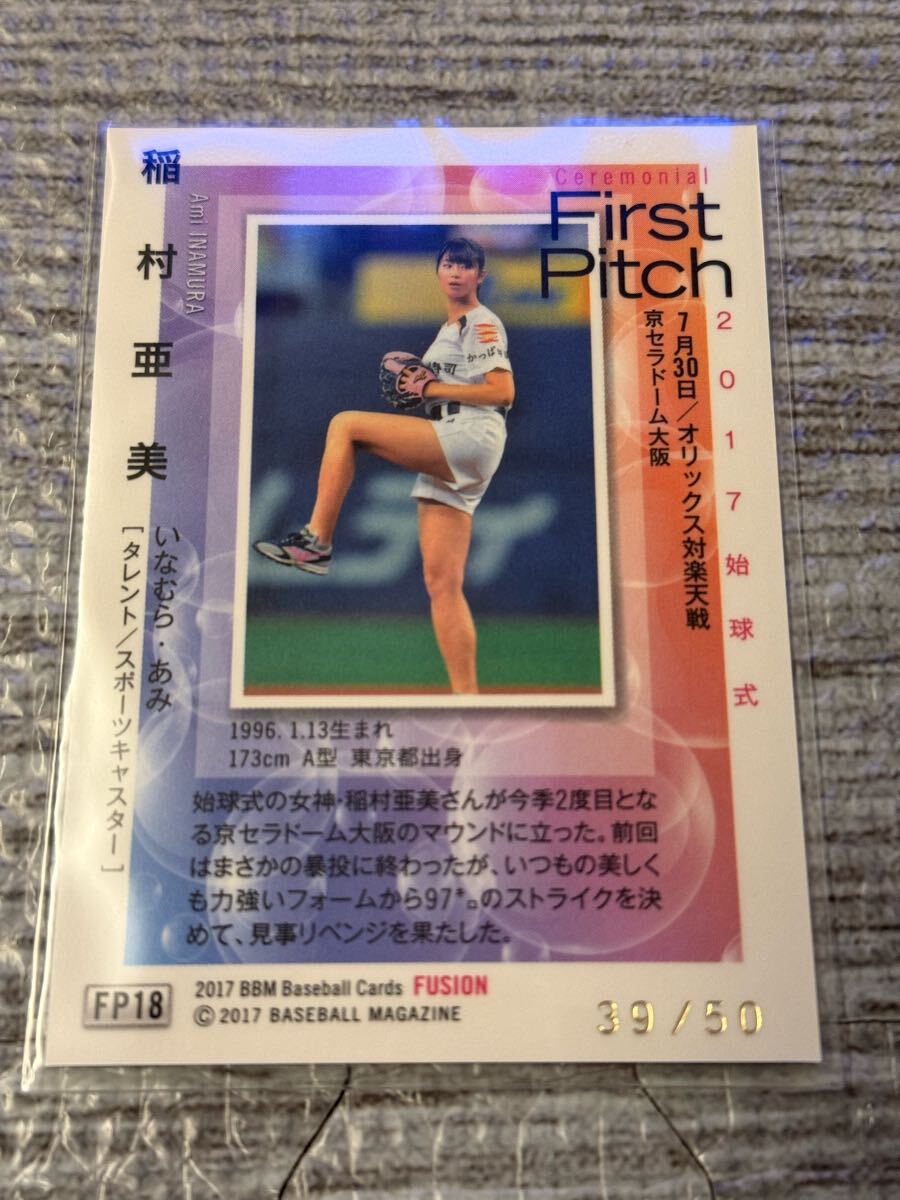 稲村亜美
Ami INAMURA
いなむら・あみ
[タレント/スポーツキャスター]
Ceremonial
First
Pitch
2017始球式
7月30日/オリックス対楽天戦
京セラドーム大阪
かっぱ
寿司
1996. 1.13生まれ
173cm A型 東京都出身
始球式の女神・稲村亜美さんが今季2度目とな
る京セラドーム大阪のマウンドに立った。前回
はまさかの暴投に終わったが、いつもの美しく
も力強いフォームから97㌔のストライクを決
めて、見事リベンジを果たした。
FP18
2017 BBM Baseball Cards FUSION
© 2017 BASEBALL MAGAZINE
39/50